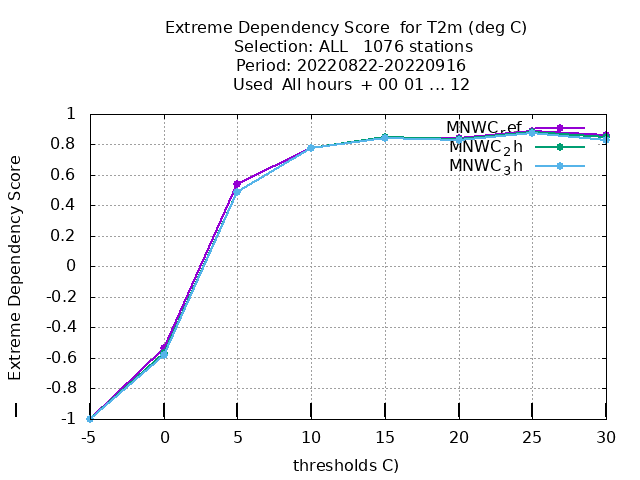 Extreme Dependency Score  for T2m (deg C)
Selection: ALL   1076 stations
Period: 20220822-20220916
Used  All hours  + 00 01 ... 12
Extreme Dependency Score
1
0.8
0.6
0.4
0.2
0
-0.2
-0.4
-0.6
-0.8
-1
-5
0
5
10
15
20
25
30
thresholds C)
MNWC_ref
MNWC_2h
MNWC_3h